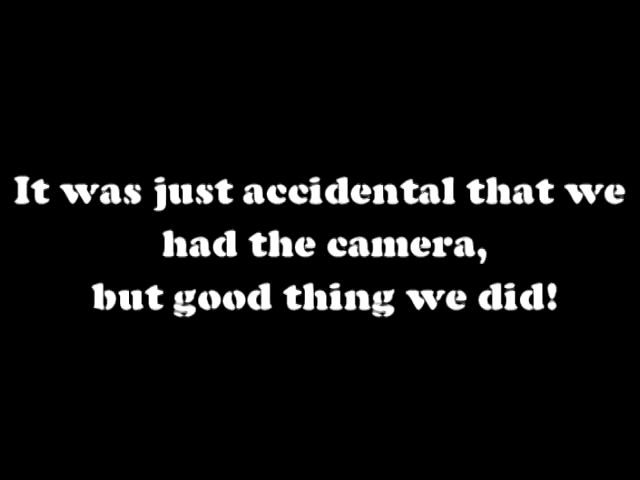 It was just accidental that we
had the camera,
but good thing we did!